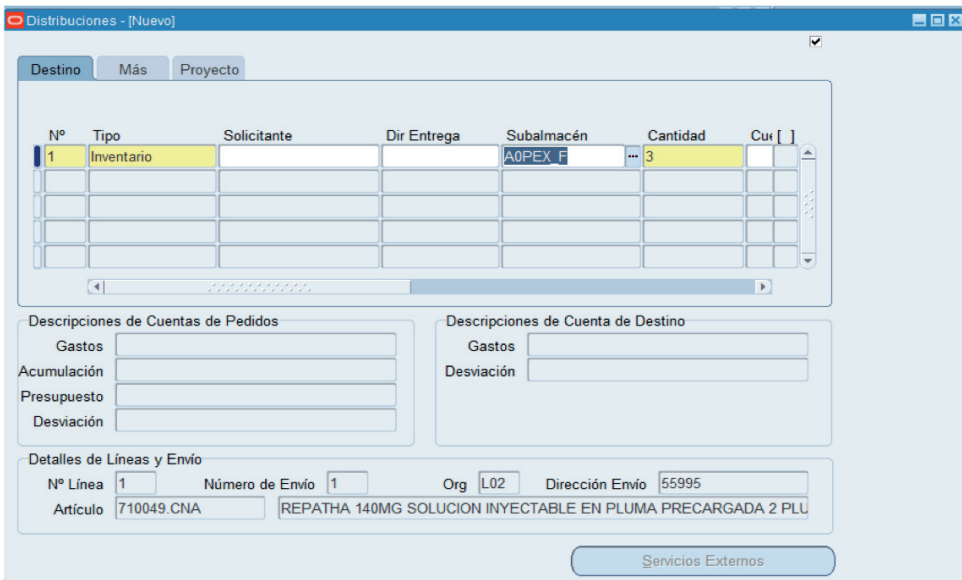 Distribuciones - [Nuevo]
Destino Más Proyecto
Nº Tipo Solicitante Dir Entrega Subalmacén Cantidad Cue [ ]
1 Inventario A0PEX_F ... 3
Descripciones de Cuentas de Pedidos Descripciones de Cuenta de Destino
Gastos Gastos
Acumulación Desviación
Presupuesto
Desviación
Detalles de Líneas y Envío
Nº Línea 1 Número de Envío 1 Org L02 Dirección Envío 55995
Artículo 710049.CNA REPATHA 140MG SOLUCION INYECTABLE EN PLUMA PRECARGADA 2 PLU
Servicios Externos